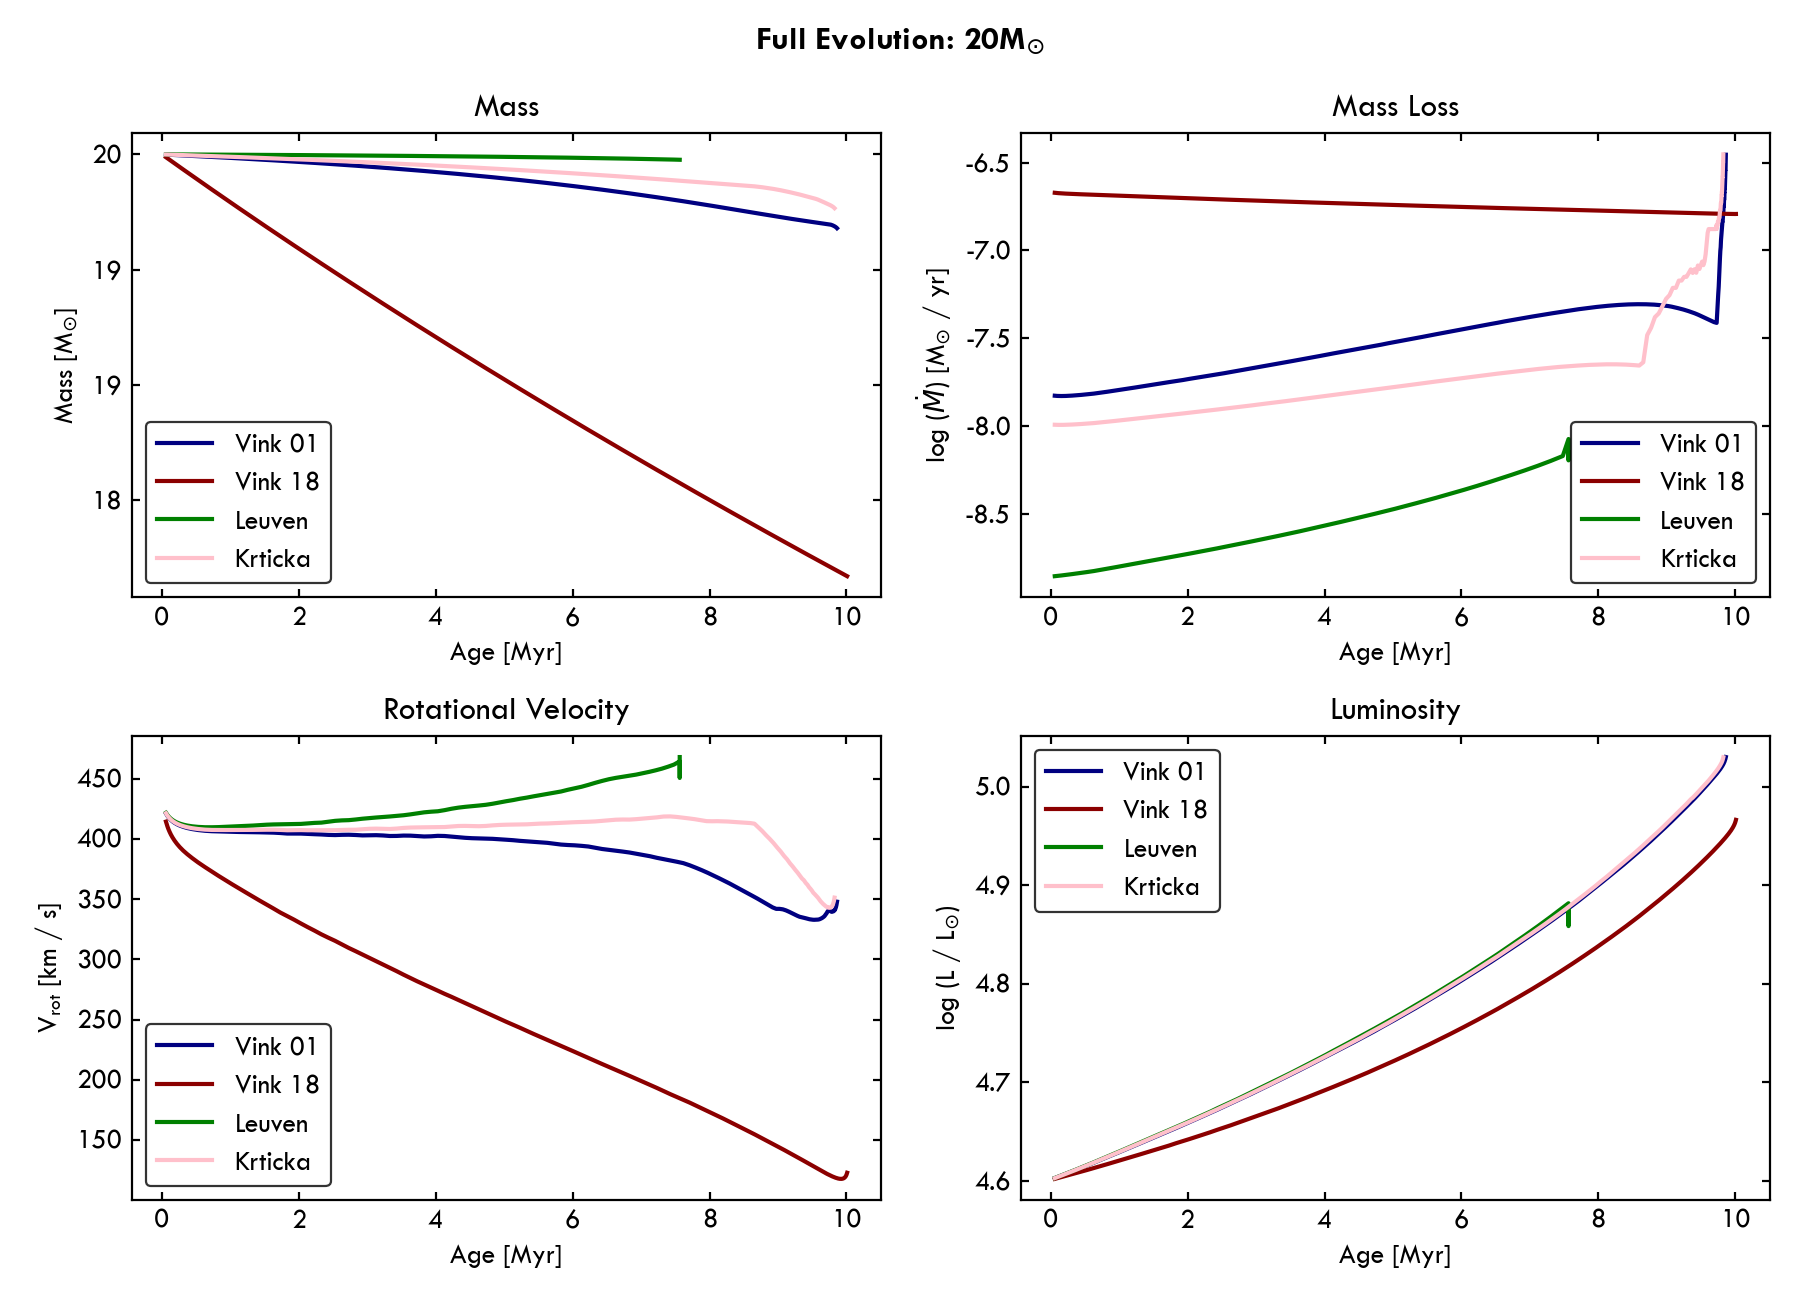 Full Evolution: 20M⊙
Mass
20
19
19
18
Mass [M⊙]
Vink 01
Vink 18
Leuven
Krticka
0 2 4 6 8 10
Age [Myr]
Mass Loss
-6.5
-7.0
-7.5
-8.0
-8.5
log (Ṁ) [M⊙ / yr]
Vink 01
Vink 18
Leuven
Krticka
0 2 4 6 8 10
Age [Myr]
Rotational Velocity
450
400
350
300
250
200
150
Vrot [km / s]
Vink 01
Vink 18
Leuven
Krticka
0 2 4 6 8 10
Age [Myr]
Luminosity
5.0
4.9
4.8
4.7
4.6
log (L / L⊙)
Vink 01
Vink 18
Leuven
Krticka
0 2 4 6 8 10
Age [Myr]